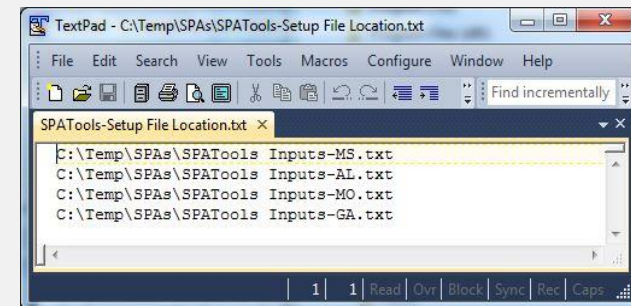 TextPad - C:\Temp\SPAs\SPATools-Setup File Location.txt
File Edit Search View Tools Macros Configure Window Help
Find incrementally
SPATools-Setup File Location.txt
C:\Temp\SPAs\SPATools Inputs-MS.txt
C:\Temp\SPAs\SPATools Inputs-AL.txt
C:\Temp\SPAs\SPATools Inputs-MO.txt
C:\Temp\SPAs\SPATools Inputs-GA.txt
1 1 Read Ovr Block Sync Rec Caps